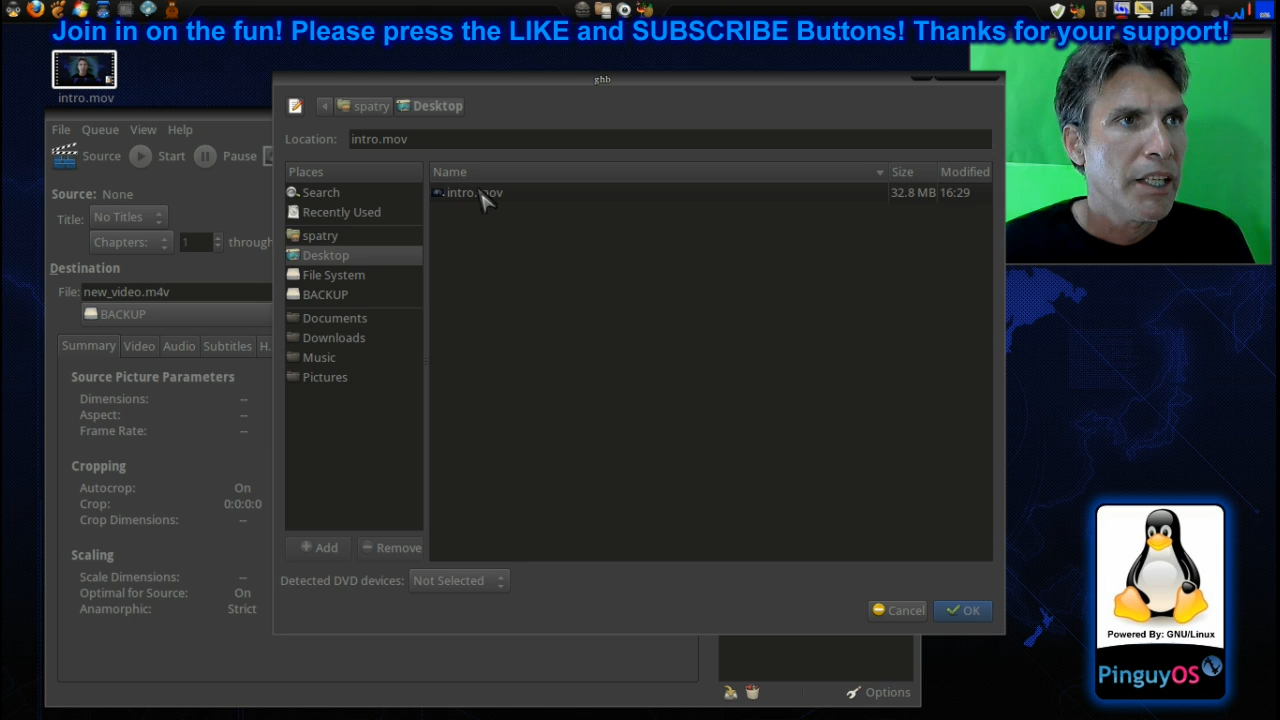 Join in on the fun! Please press the LIKE and SUBSCRIBE Buttons! Thanks for your support!
intro.mov
ghb
File Queue View Help
Source Start Pause
Source: None
Title: No Titles
Chapters: 1 through
Destination
File: new_video.m4v
BACKUP
Summary Video Audio Subtitles H.
Source Picture Parameters
Dimensions: --
Aspect: --
Frame Rate: --
Cropping
Autocrop: On
Crop: 0:0:0:0
Crop Dimensions: --
Scaling
Scale Dimensions: --
Optimal for Source: On
Anamorphic: Strict
spatry Desktop
Location: intro.mov
Places
Search
Recently Used
spatry
Desktop
File System
BACKUP
Documents
Downloads
Music
Pictures
Add Remove
Name Size Modified
intro.mov 32.8 MB 16:29
Detected DVD devices: Not Selected
Cancel OK
Options
Powered By: GNU/Linux
PinguyOS